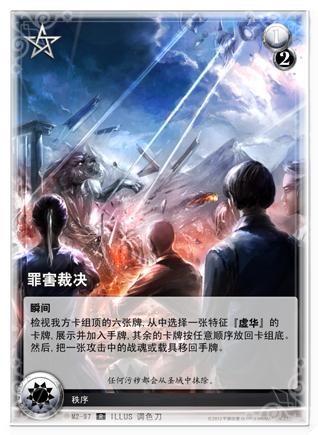 1
2
罪害裁决
瞬间
检视我方卡组顶的六张牌,从中选择一张特征『虚华』的
卡牌,展示并加入手牌,其余的卡牌按任意顺序放回卡组底。
然后,把一张攻击中的战魂或载具移回手牌。
任何污秽都会从圣城中抹除。
秩序
M2-97 ILLUS 调色刀